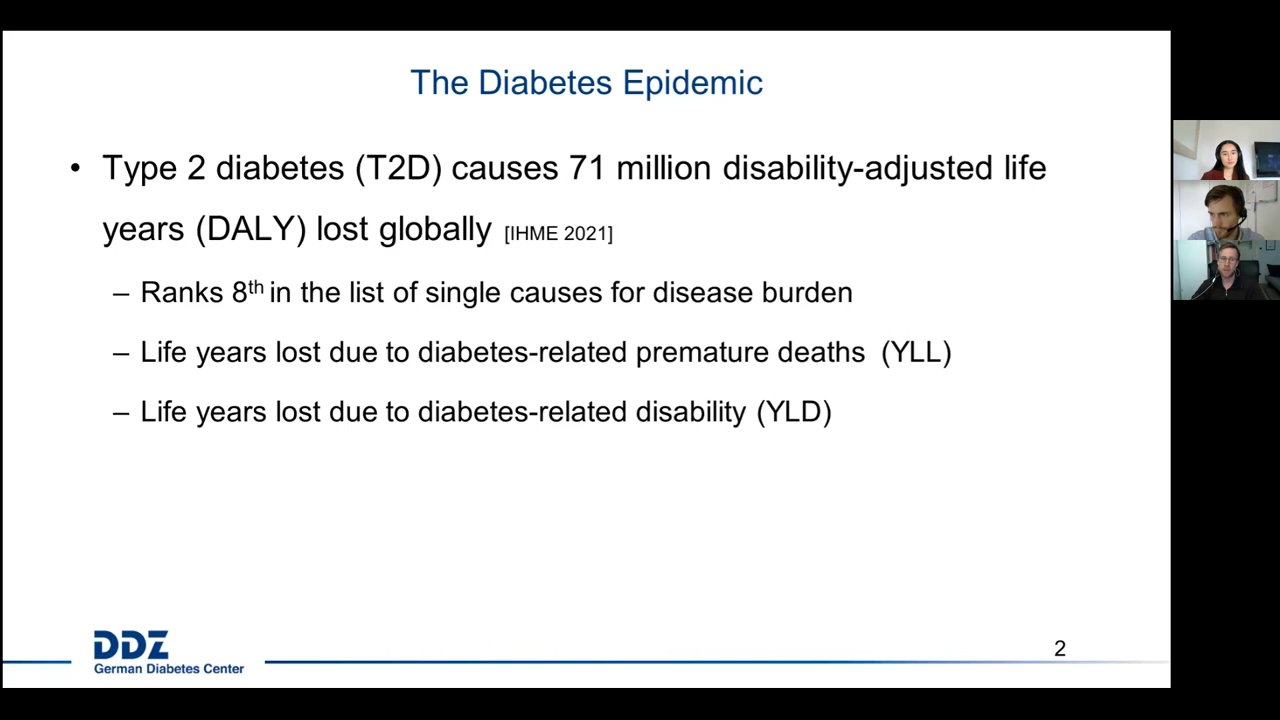 The Diabetes Epidemic
• Type 2 diabetes (T2D) causes 71 million disability-adjusted life
years (DALY) lost globally [IHME 2021]
– Ranks 8th in the list of single causes for disease burden
– Life years lost due to diabetes-related premature deaths (YLL)
– Life years lost due to diabetes-related disability (YLD)
DDZ
German Diabetes Center
2